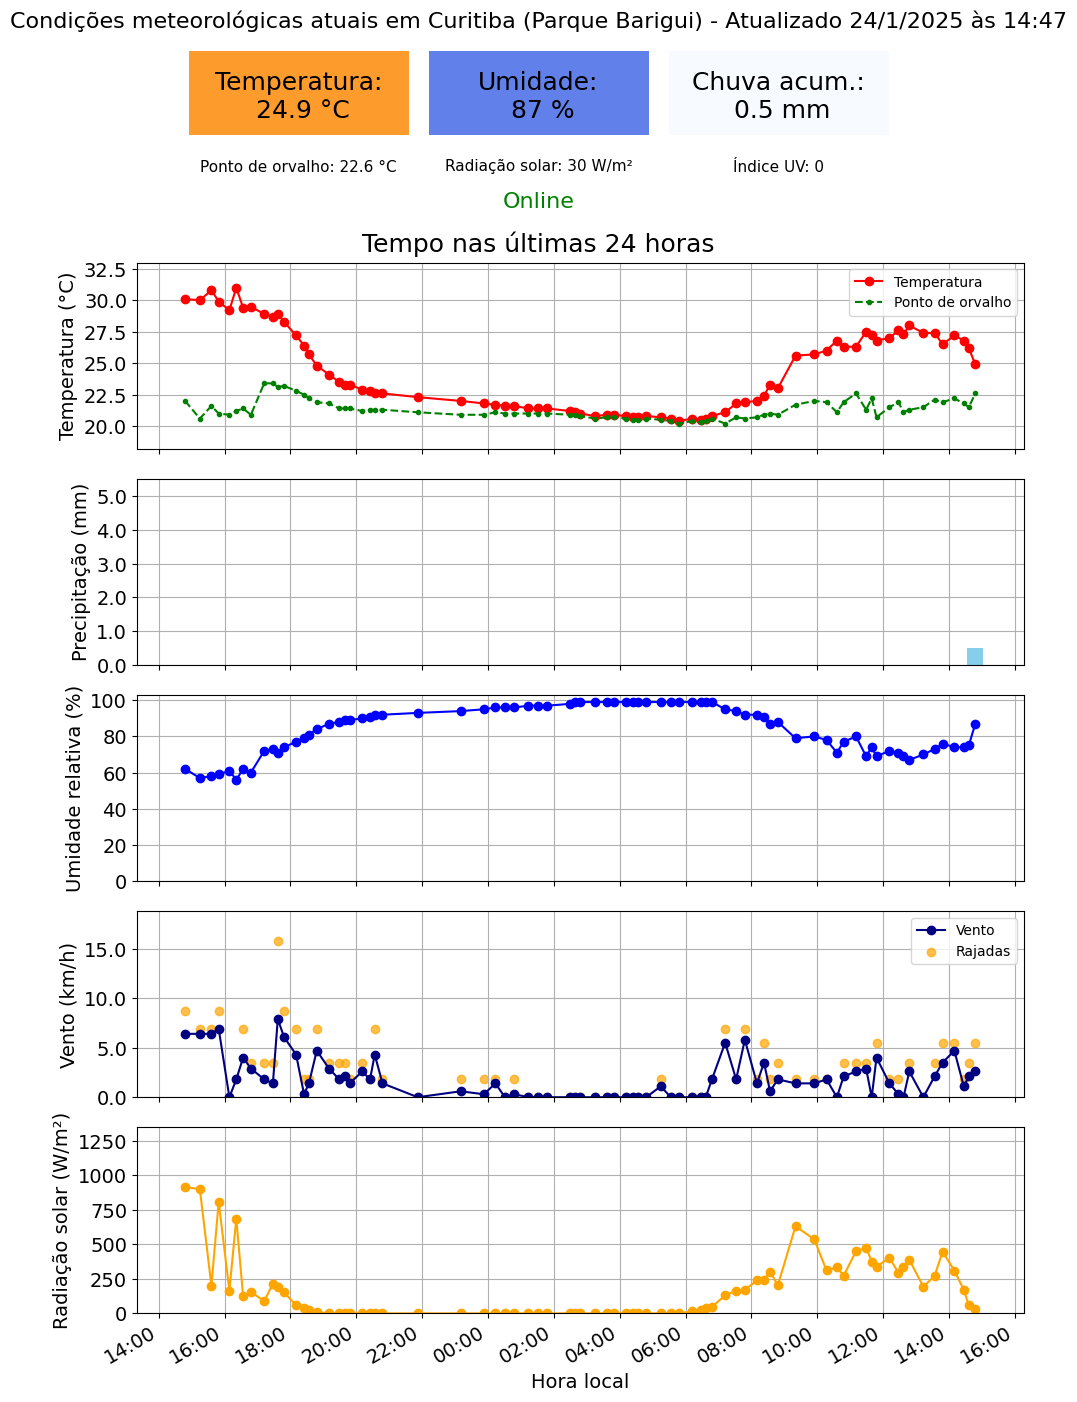 Condições meteorológicas atuais em Curitiba (Parque Barigui) - Atualizado 24/1/2025 às 14:47
Temperatura:
24.9 °C
Umidade:
87 %
Chuva acum.:
0.5 mm
Ponto de orvalho: 22.6 °C
Radiação solar: 30 W/m²
Índice UV: 0
Online
Tempo nas últimas 24 horas
Temperatura (°C)
32.5
30.0
27.5
25.0
22.5
20.0
Temperatura
Ponto de orvalho
Precipitação (mm)
5.0
4.0
3.0
2.0
1.0
0.0
Umidade relativa (%)
100
80
60
40
20
0
Vento (km/h)
15.0
10.0
5.0
0.0
Vento
Rajadas
Radiação solar (W/m²)
1250
1000
750
500
250
0
14:00 16:00 18:00 20:00 22:00 00:00 02:00 04:00 06:00 08:00 10:00 12:00 14:00 16:00
Hora local